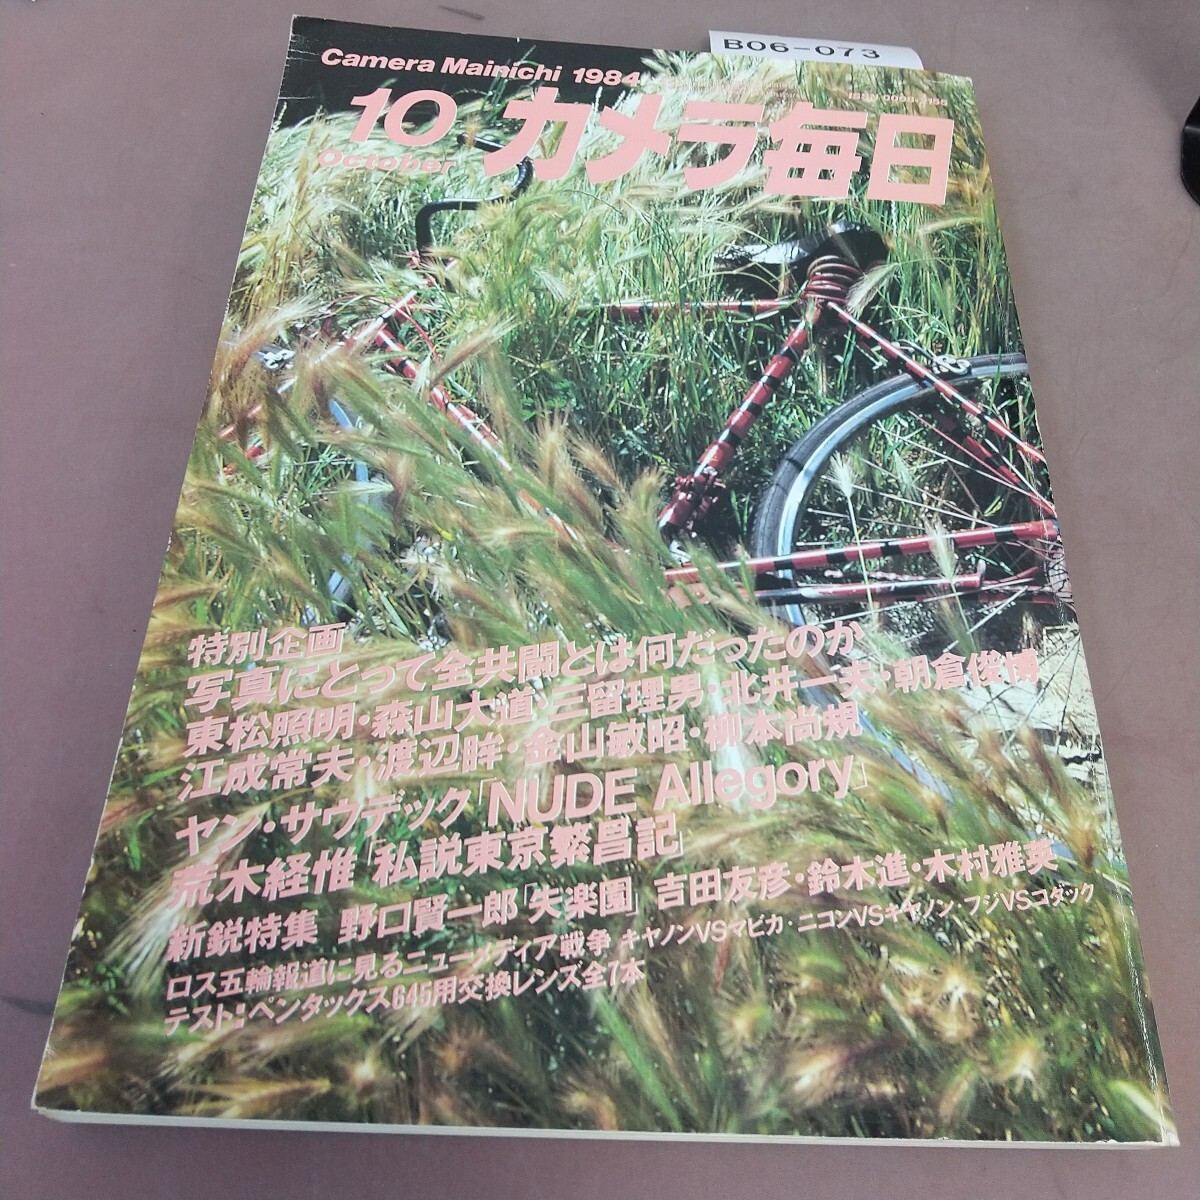 B06-073
Camera Mainichi 1984
10
October
カメラ毎日
特別企画
写真にとって全共闘とは何だったのか
東松照明・森山大道・三留理男・北井一夫・朝倉俊博
江成常夫・渡辺眸・金山敏昭・柳本尚規
ヤン・サウデック「NUDE Allegory」
荒木経惟「私説東京繁昌記」
新鋭特集 野口賢一郎「失楽園」 吉田友彦・鈴木進・木村雅英
ロス五輪報道に見るニューメディア戦争 キヤノンVSマビカ・ニコンVSキヤノン・フジVSコダック
テスト:ペンタックス645用交換レンズ全7本